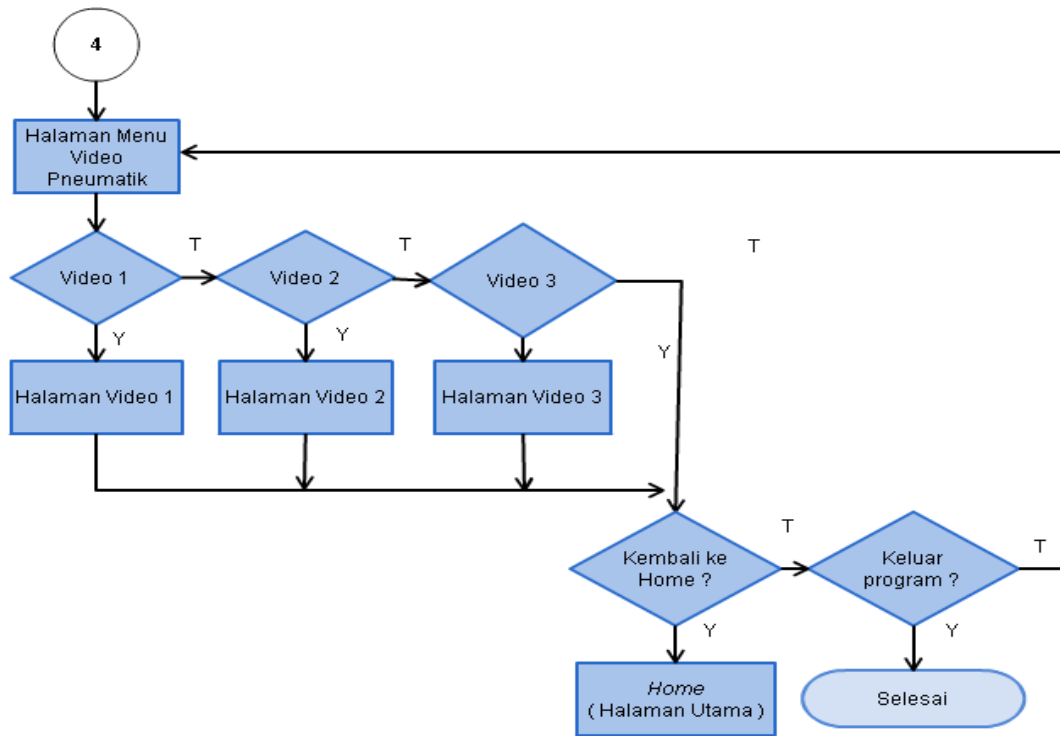 4
Halaman Menu
Video
Pneumatik
T
T
T
Video 1
Video 2
Video 3
Y
Y
Y
Halaman Video 1
Halaman Video 2
Halaman Video 3
T
T
Kembali ke
Home ?
Keluar
program ?
Y
Y
Home
( Halaman Utama )
Selesai